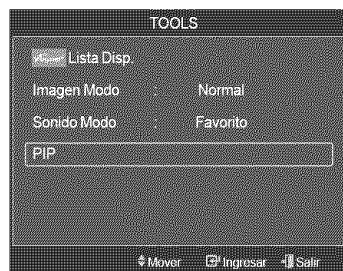 TOOLS
Lista Disp.
Imagen Modo : Normal
Sonido Modo : Favorito
PIP
Mover Ingresar Salir